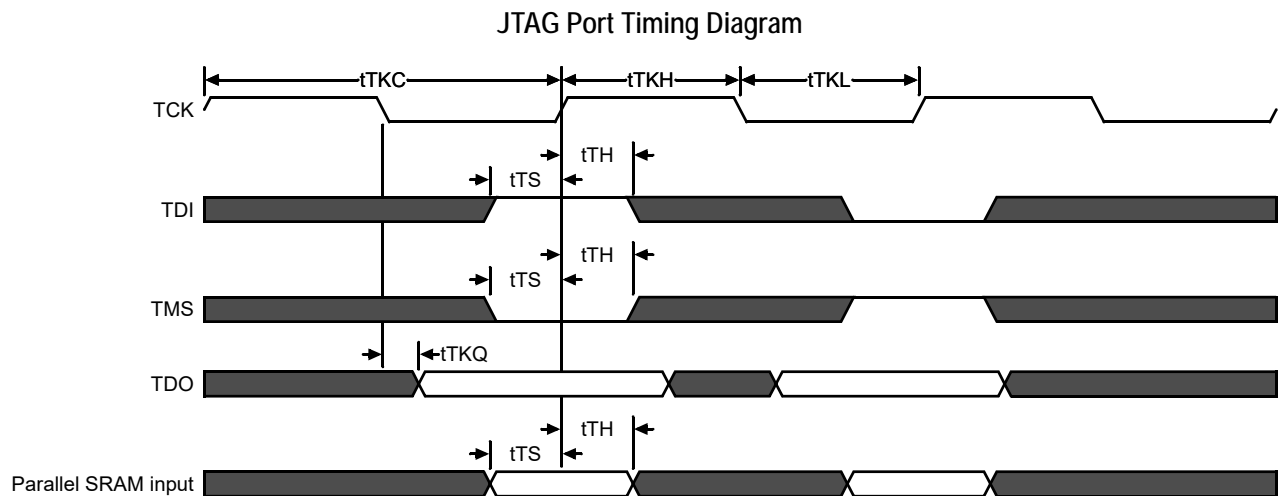 JTAG Port Timing Diagram
tTKC
tTKH
tTKL
TCK
tTH
tTS
TDI
tTH
tTS
TMS
tTKQ
TDO
tTH
tTS
Parallel SRAM input